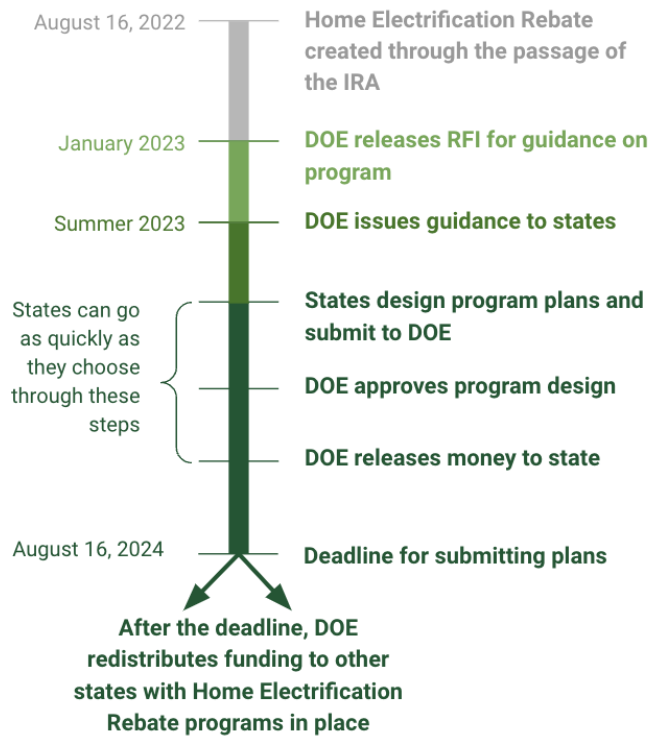 August 16, 2022
Home Electrification Rebate
created through the passage of
the IRA
January 2023
DOE releases RFI for guidance on
program
Summer 2023
DOE issues guidance to states
States can go
as quickly as
they choose
through these
steps
States design program plans and
submit to DOE
DOE approves program design
DOE releases money to state
August 16, 2024
Deadline for submitting plans
After the deadline, DOE
redistributes funding to other
states with Home Electrification
Rebate programs in place